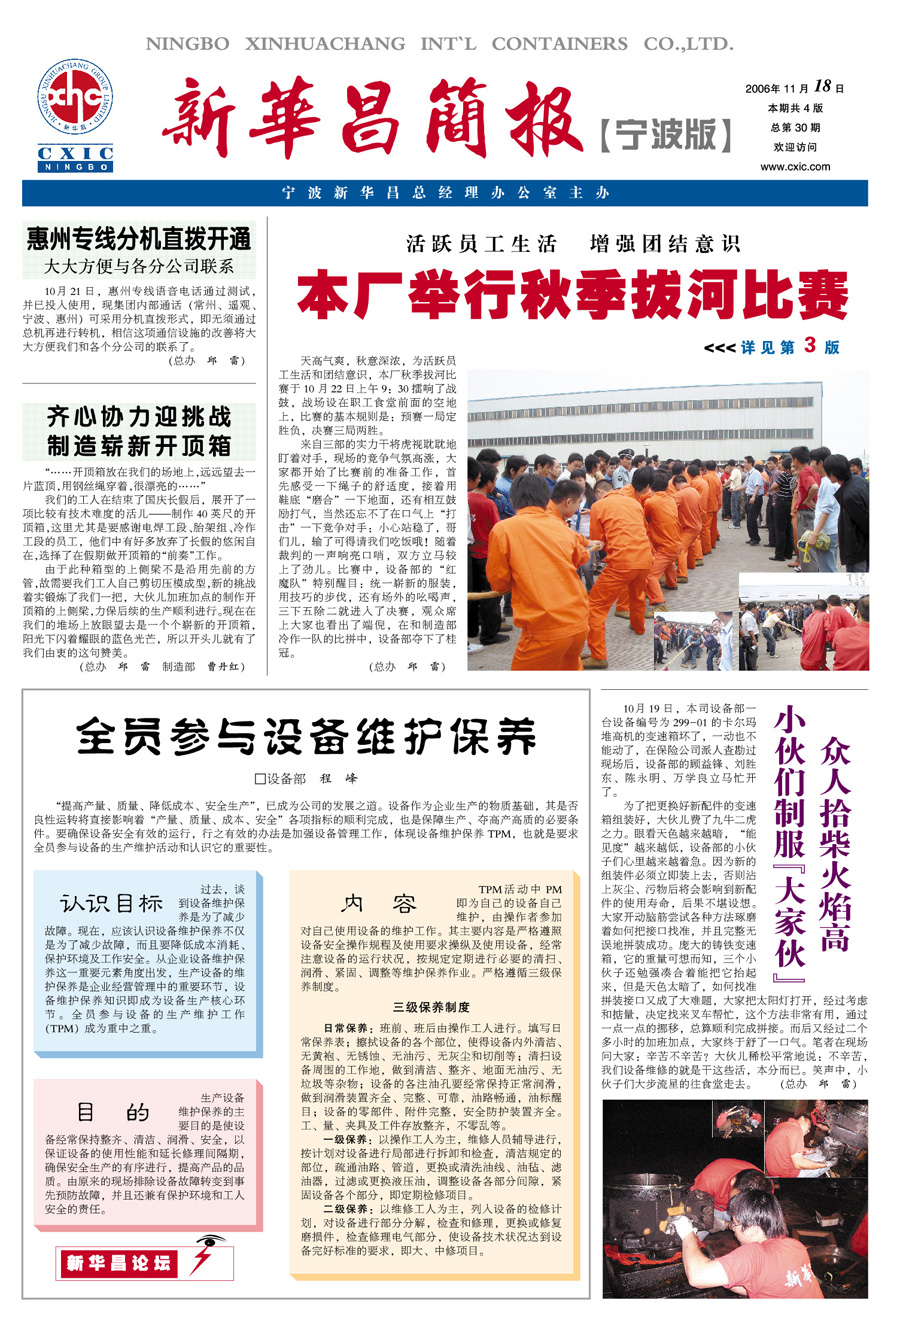 NINGBO XINHUACHANG INT`L CONTAINERS CO.,LTD.
JIANGSU XINHUACHANG GROUP LIMITED
xhc
·新华昌·
CXIC
NINGBO
新華昌簡报【宁波版】
2006年 11 月 18 日
本期共 4 版
总第 30 期
欢迎访问
www.cxic.com
宁波新华昌总经理办公室主办
惠州专线分机直拨开通
大大方便与各分公司联系
10月 21 日，惠州专线语音电话通过测试，
并已投入使用，现集团内部通话（常州、遥观、
宁波、惠州）可采用分机直拨形式，即无须通过
总机再进行转机，相信这项通信设施的改善将大
大方便我们和各个分公司的联系了。
(总办 邱 雷)
齐心协力迎挑战
制造崭新开顶箱
“……开顶箱放在我们的场地上,远远望去一
片蓝顶,用钢丝绳穿着,很漂亮的……”
我们的工人在结束了国庆长假后，展开了一
项比较有技术难度的活儿——制作 40 英尺的开
顶箱,这里尤其是要感谢电焊工段、胎架组、冷作
工段的员工，他们中有好多放弃了长假的悠闲自
在,选择了在假期做开顶箱的“前奏”工作。
由于此种箱型的上侧梁不是沿用先前的方
管,故需要我们工人自己剪切压模成型,新的挑战
着实锻炼了我们一把，大伙儿加班加点的制作开
顶箱的上侧梁,力保后续的生产顺利进行。现在在
我们的堆场上放眼望去是一个个崭新的开顶箱，
阳光下闪着耀眼的蓝色光芒，所以开头儿就有了
我们由衷的这句赞美。
(总办 邱 雷 制造部 曹丹红)
活跃员工生活 增强团结意识
本厂举行秋季拔河比赛
<<<详见第 3 版
天高气爽，秋意深浓，为活跃员
工生活和团结意识，本厂秋季拔河比
赛于 10 月 22 日上午 9：30 擂响了战
鼓，战场设在职工食堂前面的空地
上，比赛的基本规则是：预赛一局定
胜负，决赛三局两胜。
来自三部的实力干将虎视眈眈地
盯着对手，现场的竞争气氛高涨，大
家都开始了比赛前的准备工作，首
先感受一下绳子的舒适度，接着用
鞋底“磨合”一下地面，还有相互鼓
励打气，当然还忘不了在口气上“打
击”一下竞争对手：小心站稳了，哥
们儿，输了可得请我们吃饭哦！随着
裁判的一声响亮口哨，双方立马较
上了劲儿。比赛中，设备部的“红
魔队”特别醒目：统一崭新的服装，
用技巧的步伐，还有场外的吆喝声，
三下五除二就进入了决赛，观众席
上大家也看出了端倪，在和制造部
冷作一队的比拼中，设备部夺下了桂
冠。
(总办 邱 雷)
全员参与设备维护保养
□设备部 程 峰
“提高产量、质量、降低成本、安全生产”，已成为公司的发展之道。设备作为企业生产的物质基础，其是否
良性运转将直接影响着“产量、质量、成本、安全”各项指标的顺利完成，也是保障生产、夺高产高质的必要条
件。要确保设备安全有效的运行，行之有效的办法是加强设备管理工作，体现设备维护保养 TPM，也就是要求
全员参与设备的生产维护活动和认识它的重要性。
认识目标
过去，谈
到设备维护保
养是为了减少
故障。现在，应该认识设备维护保养不仅
是为了减少故障，而且要降低成本消耗、
保护环境及工作安全。从企业设备维护保
养这一重要元素角度出发，生产设备的维
护保养是企业经营管理中的重要环节，设
备维护保养知识即成为设备生产核心环
节。全员参与设备的生产维护工作
(TPM) 成为重中之重。
目 的
生产设备
维护保养的主
要目的是使设
备经常保持整齐、清洁、润滑、安全，以
保证设备的使用性能和延长修理间隔期，
确保安全生产的有序进行，提高产品的品
质。由原来的现场排除设备故障转变到事
先预防故障，并且还兼有保护环境和工人
安全的责任。
新华昌论坛
内 容
TPM活动中 PM
即为自己的设备自己
维护，由操作者参加
对自己使用设备的维护工作。其主要内容是严格遵照
设备安全操作规程及使用要求操纵及使用设备，经常
注意设备的运行状况，按规定定期进行必要的清扫、
润滑、紧固、调整等维护保养作业。严格遵循三级保
养制度。
三级保养制度
日常保养：班前、班后由操作工人进行。填写日
常保养表；擦拭设备的各个部位，使得设备内外清洁、
无黄袍、无锈蚀、无油污、无灰尘和切削等；清扫设
备周围的工作地，做到清洁、整齐、地面无油污、无
垃圾等杂物；设备的各注油孔要经常保持正常润滑，
做到润滑装置齐全、完整、可靠，油路畅通，油标醒
目；设备的零部件、附件完整，安全防护装置齐全。
工、量、夹具及工件存放整齐，不零乱等。
一级保养：以操作工人为主，维修人员辅导进行，
按计划对设备进行局部进行拆卸和检查，清洁规定的
部位，疏通油路、管道，更换或清洗油线、油毡、滤
油器，过滤或更换液压油，调整设备各部分间隙，紧
固设备各个部分，即定期检修项目。
二级保养：以维修工人为主，列入设备的检修计
划，对设备进行部分分解，检查和修理，更换或修复
磨损件，检查修理电气部分，使设备技术状况达到设
备完好标准的要求，即大、中修项目。
众人拾柴火焰高
小伙们制服『大家伙』
10月 19 日，本司设备部一
台设备编号为 299-01 的卡尔玛
堆高机的变速箱坏了，一动也不
能动了，在保险公司派人查勘过
现场后，设备部的顾益锋、刘胜
东、陈永明、万学良立马忙开
了。
为了把更换好新配件的变速
箱组装好，大伙儿费了九牛二虎
之力。眼看天色越来越暗，“能
见度”越来越低，设备部的小伙
子们心里越来越着急。因为新的
组装件必须立即装上去，否则沾
上灰尘、污物后将会影响到新配
件的使用寿命，后果不堪设想。
大家开动脑筋尝试各种方法琢磨
着如何把接口找准，并且完整无
误地拼装成功。庞大的铸铁变速
箱，它的重量可想而知，三个小
伙子还勉强凑合着能把它抬起
来，但是天色太暗了，如何找准
拼装接口又成了大难题，大家把太阳灯打开，经过考虑
和掂量，决定找来叉车帮忙，这个方法非常有用，通过
一点一点的挪移，总算顺利完成拼接。而后又经过二个
多小时的加班加点，大家终于舒了一口气。笔者在现场
问大家：辛苦不辛苦？大伙儿稀松平常地说：不辛苦，
我们设备维修的就是干这些活，本分而已。笑声中，小
伙子们大步流星的往食堂走去。 (总办 邱 雷)